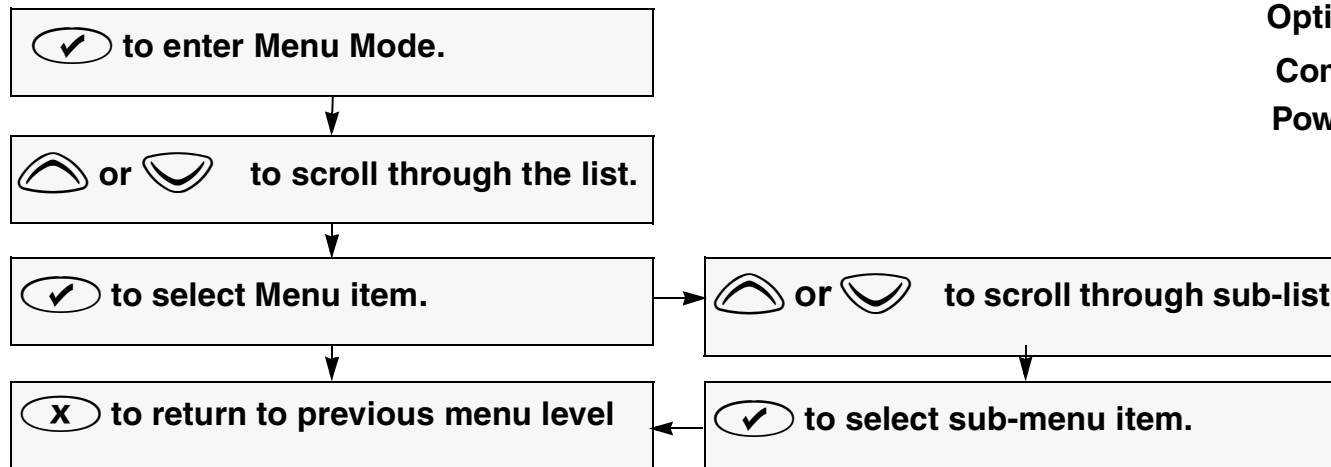 ✔ to enter Menu Mode.
or to scroll through the list.
✔ to select Menu item.
X to return to previous menu level
or to scroll through sub-list
✔ to select sub-menu item.